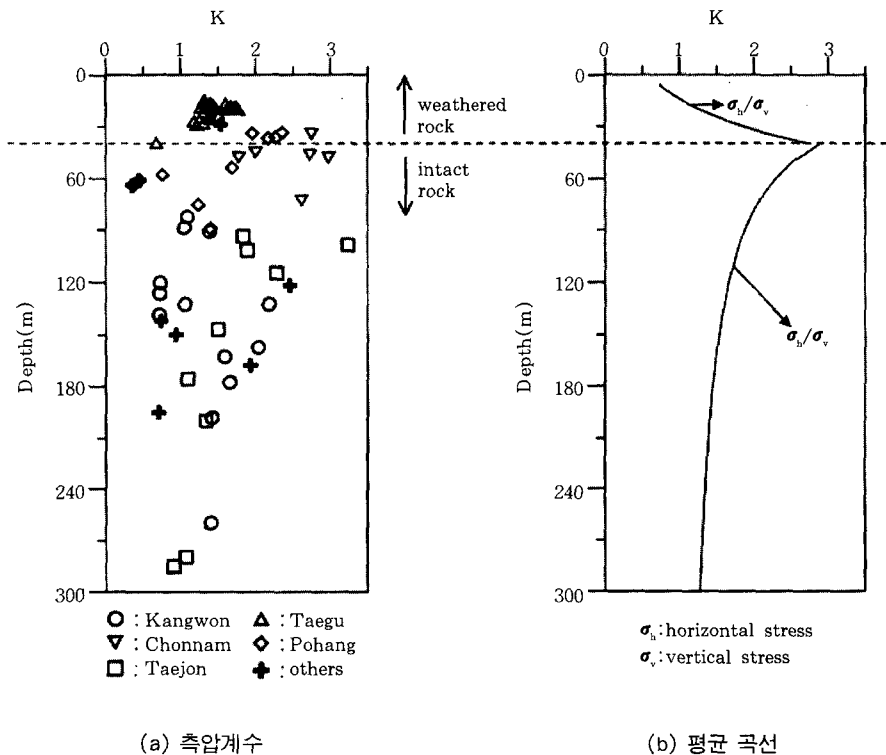 K
0 1 2 3
0
60
120
180
240
300
Depth(m)
weathered
rock
intact
rock
○ : Kangwon △ : Taegu
▽ : Chonnam ◇ : Pohang
□ : Taejon ✚ : others
(a) 측압계수
K
0 1 2 3
0
60
120
180
240
300
Depth(m)
σh/σv
σh/σv
σh:horizontal stress
σv:vertical stress
(b) 평균 곡선